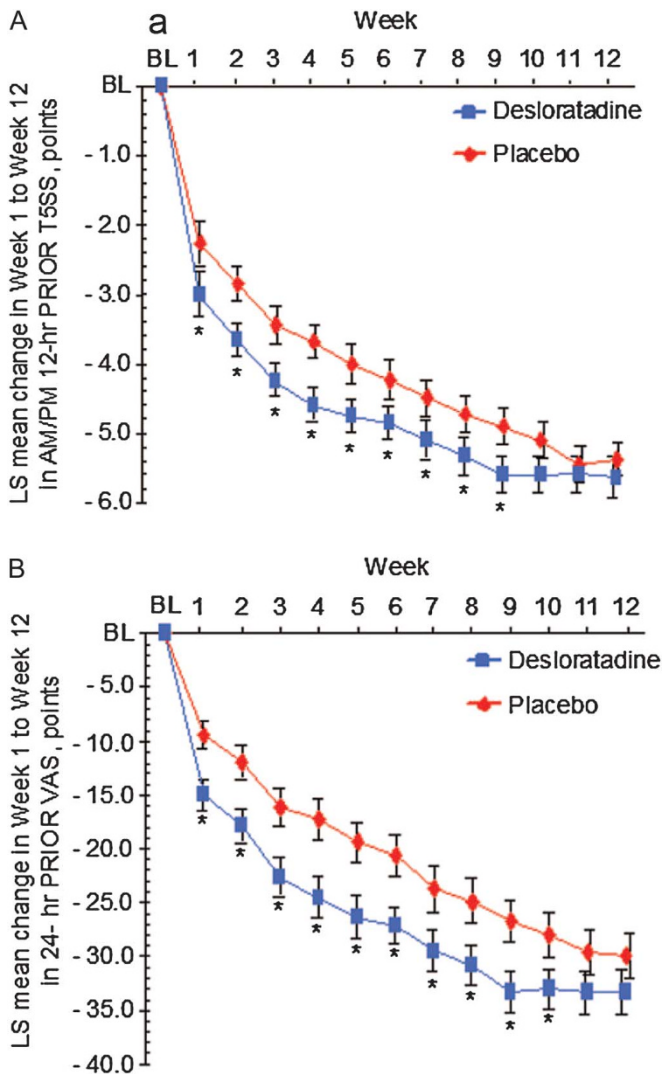 A
a
Week
BL 1 2 3 4 5 6 7 8 9 10 11 12
BL
Desloratadine
Placebo
- 1.0
- 2.0
- 3.0
- 4.0
- 5.0
- 6.0
LS mean change in Week 1 to Week 12
in AM/PM 12-hr PRIOR T5SS, points
* * * * * * * * *
B
Week
BL 1 2 3 4 5 6 7 8 9 10 11 12
BL
Desloratadine
Placebo
- 5.0
-10.0
-15.0
-20.0
-25.0
-30.0
-35.0
-40.0
LS mean change in Week 1 to Week 12
in 24- hr PRIOR VAS, points
* * * * * * * * * *